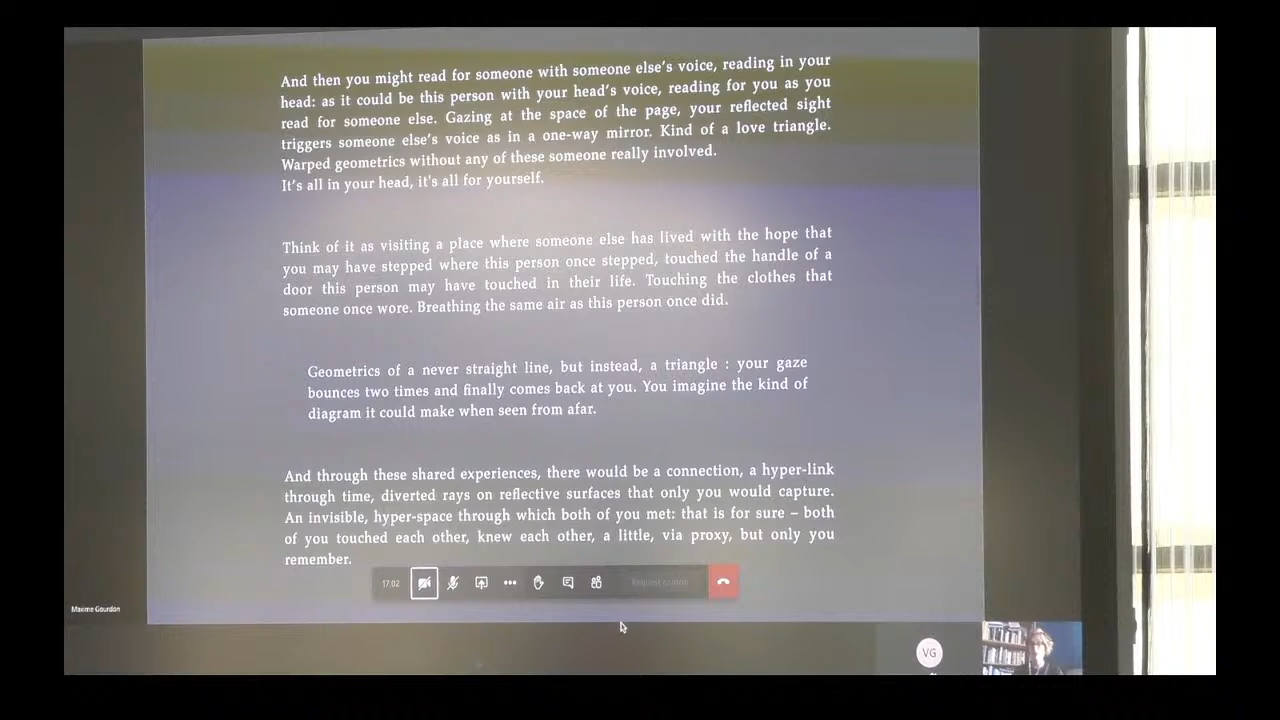 And then you might read for someone with someone else's voice, reading in your
head: as it could be this person with your head's voice, reading for you as you
read for someone else. Gazing at the space of the page, your reflected sight
triggers someone else's voice as in a one-way mirror. Kind of a love triangle.
Warped geometrics without any of these someone really involved.
It's all in your head, it's all for yourself.
Think of it as visiting a place where someone else has lived with the hope that
you may have stepped where this person once stepped, touched the handle of a
door this person may have touched in their life. Touching the clothes that
someone once wore. Breathing the same air as this person once did.
Geometrics of a never straight line, but instead, a triangle : your gaze
bounces two times and finally comes back at you. You imagine the kind of
diagram it could make when seen from afar.
And through these shared experiences, there would be a connection, a hyper-link
through time, diverted rays on reflective surfaces that only you would capture.
An invisible, hyper-space through which both of you met: that is for sure – both
of you touched each other, knew each other, a little, via proxy, but only you
remember.
17:02
Request control
Maxime Gourdon
VG